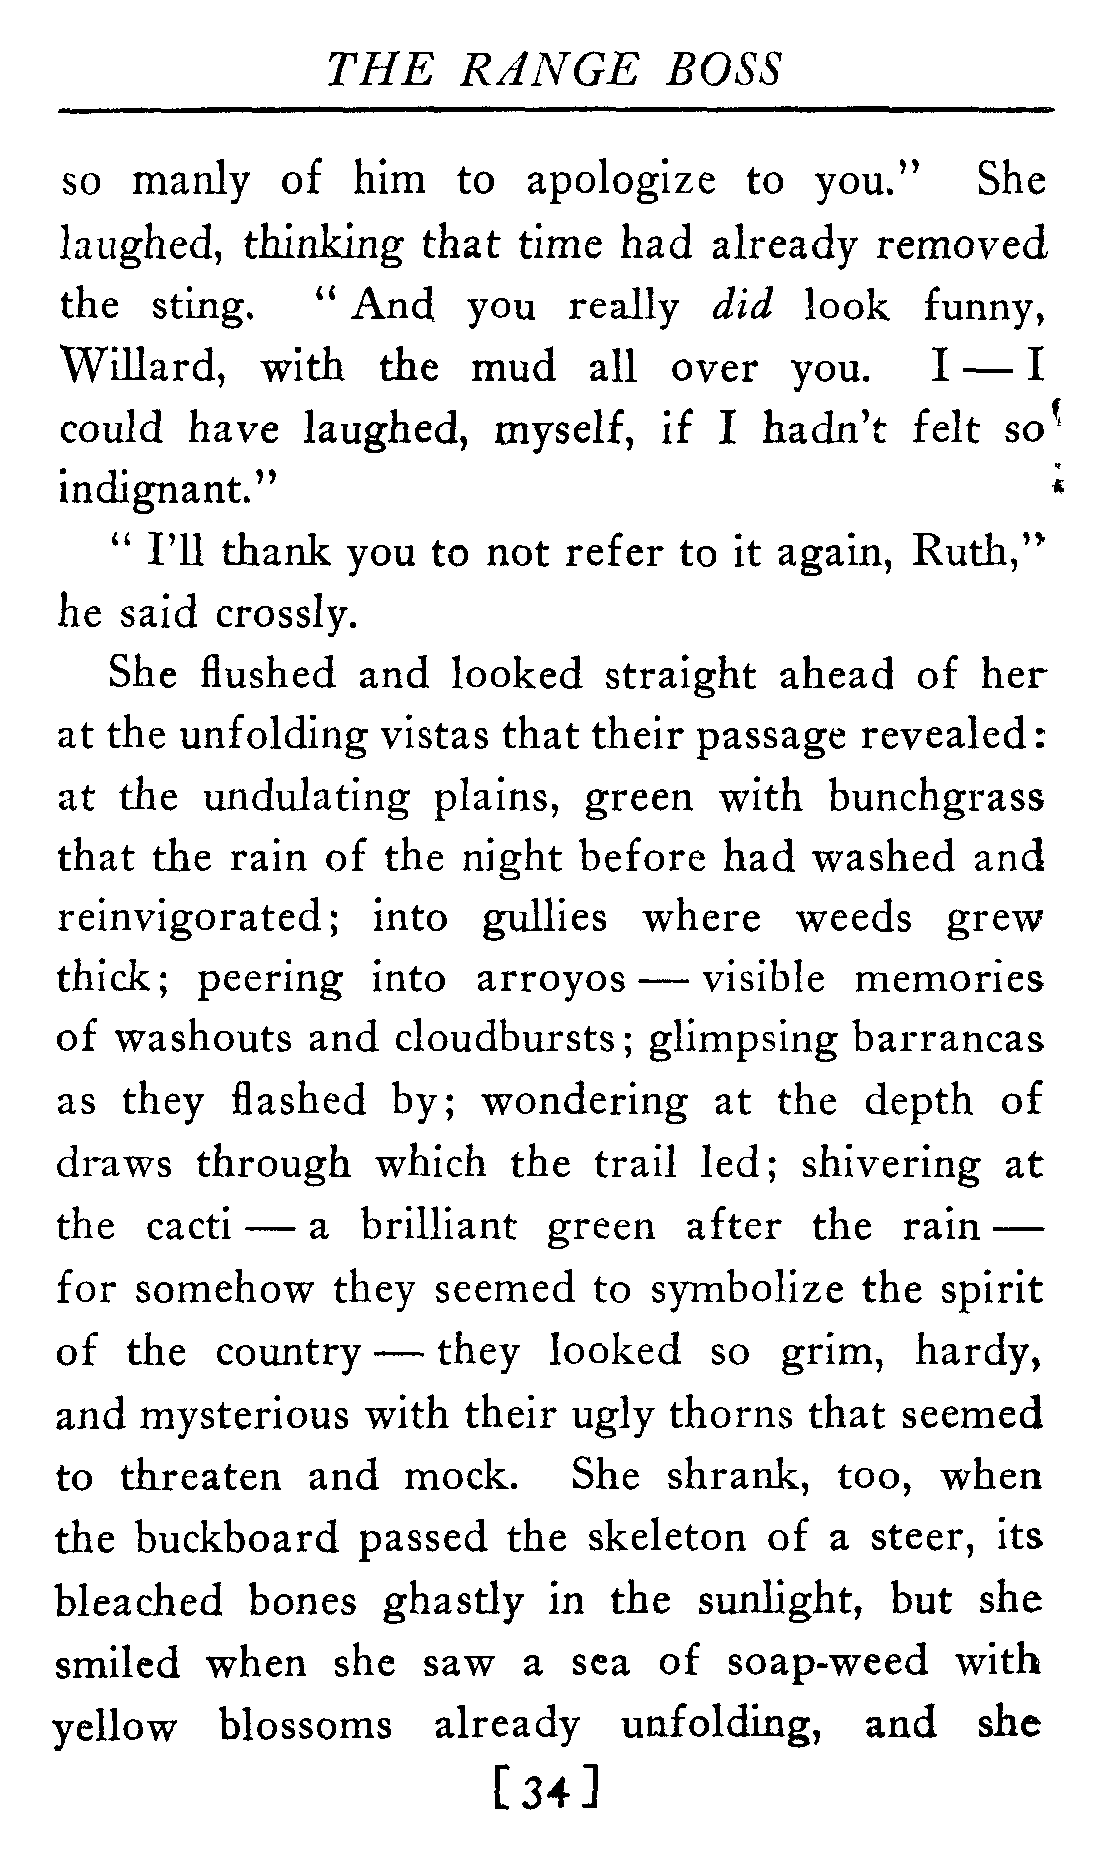 THE RANGE BOSS
so manly of him to apologize to you." She
laughed, thinking that time had already removed
the sting. "And you really did look funny,
Willard, with the mud all over you. I — I
could have laughed, myself, if I hadn't felt so
indignant."
"I'll thank you to not refer to it again, Ruth,"
he said crossly.
She flushed and looked straight ahead of her
at the unfolding vistas that their passage revealed:
at the undulating plains, green with bunchgrass
that the rain of the night before had washed and
reinvigorated; into gullies where weeds grew
thick; peering into arroyos — visible memories
of washouts and cloudbursts; glimpsing barrancas
as they flashed by; wondering at the depth of
draws through which the trail led; shivering at
the cacti — a brilliant green after the rain —
for somehow they seemed to symbolize the spirit
of the country — they looked so grim, hardy,
and mysterious with their ugly thorns that seemed
to threaten and mock. She shrank, too, when
the buckboard passed the skeleton of a steer, its
bleached bones ghastly in the sunlight, but she
smiled when she saw a sea of soap-weed with
yellow blossoms already unfolding, and she
[34]